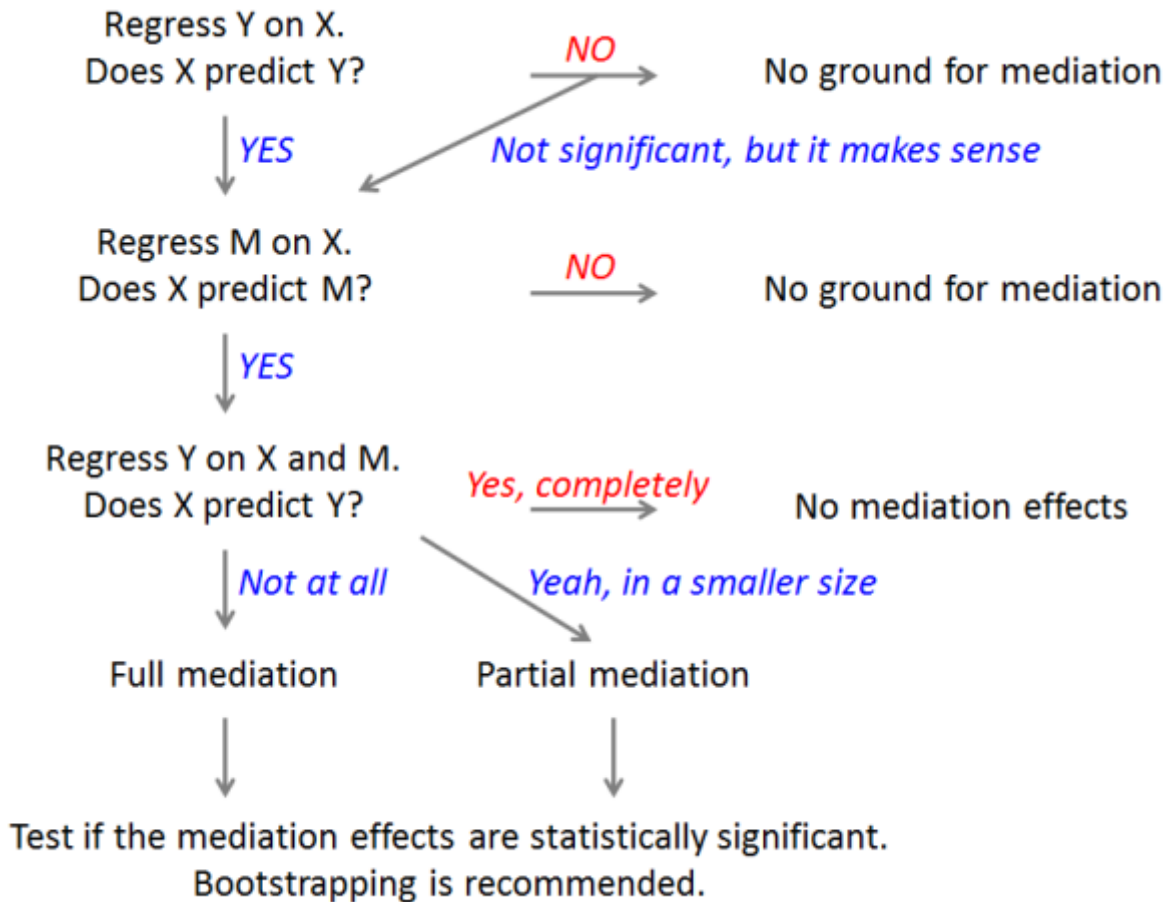 Regress Y on X.
Does X predict Y?
NO
No ground for mediation
YES
Not significant, but it makes sense
Regress M on X.
Does X predict M?
NO
No ground for mediation
YES
Regress Y on X and M.
Does X predict Y?
Yes, completely
No mediation effects
Not at all
Yeah, in a smaller size
Full mediation
Partial mediation
Test if the mediation effects are statistically significant.
Bootstrapping is recommended.